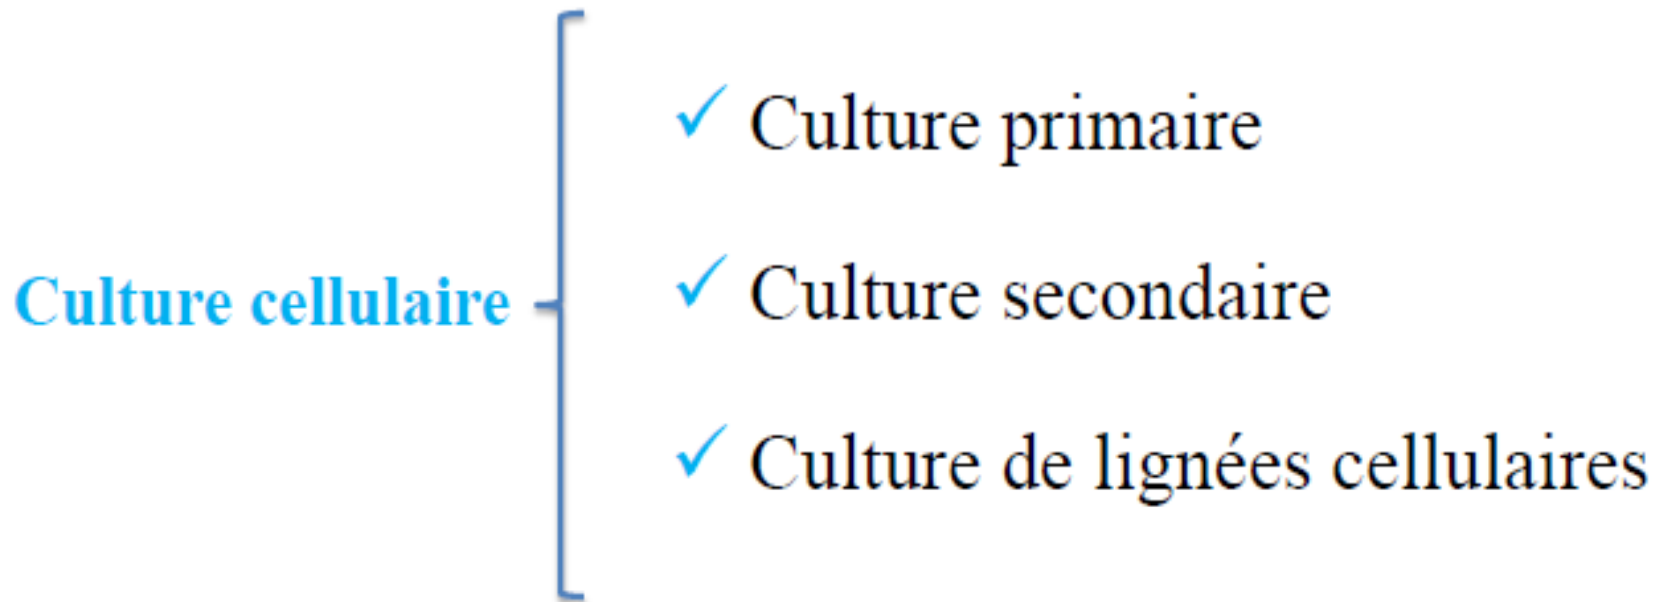 Culture cellulaire
✓ Culture primaire
✓ Culture secondaire
✓ Culture de lignées cellulaires